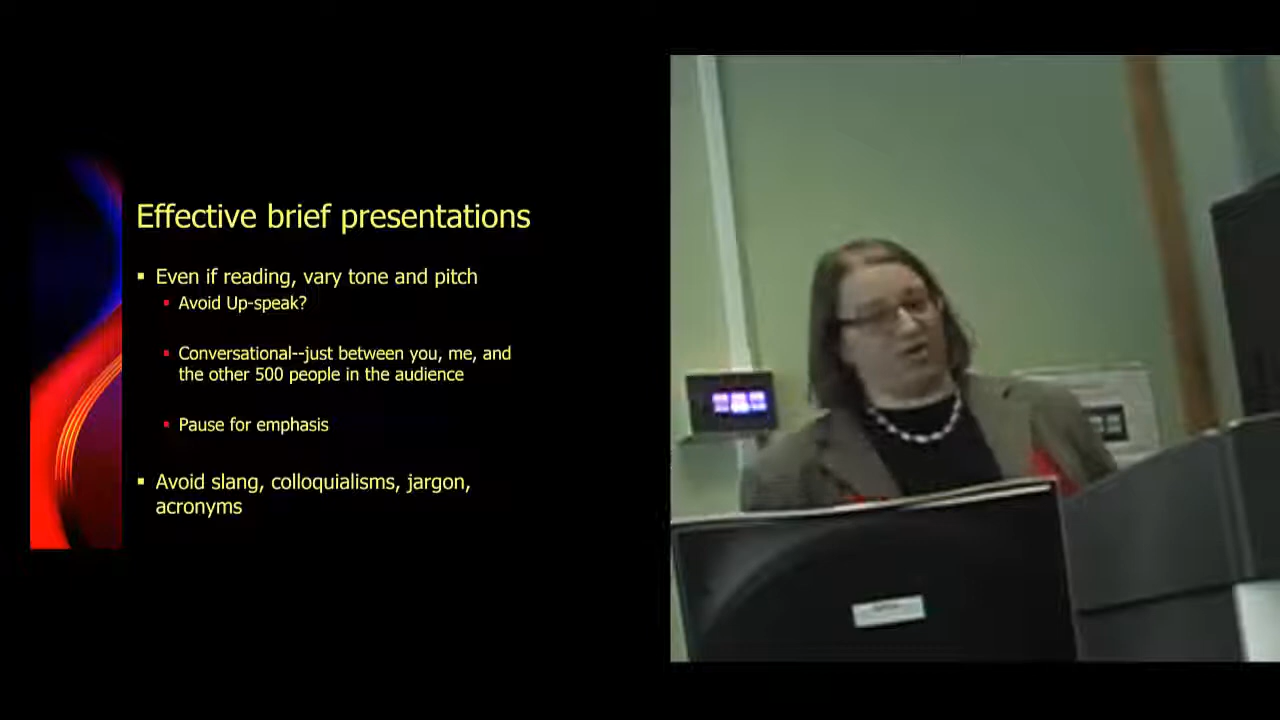 Effective brief presentations
Even if reading, vary tone and pitch
Avoid Up-speak?
Conversational--just between you, me, and
the other 500 people in the audience
Pause for emphasis
Avoid slang, colloquialisms, jargon,
acronyms